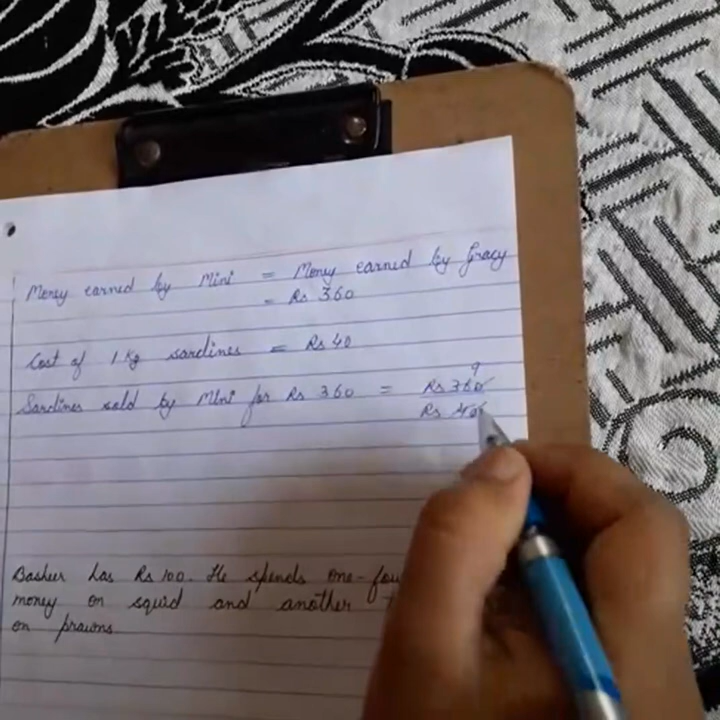 Money earned by Mini = Money earned by Gracy
= Rs 360
Cost of 1 Kg sardines = Rs 40
9
Sardines sold by Mini for Rs 360 = Rs 360
Rs 40
Basheer has Rs 100. He spends one-fou
money on squid and another
on prawns.